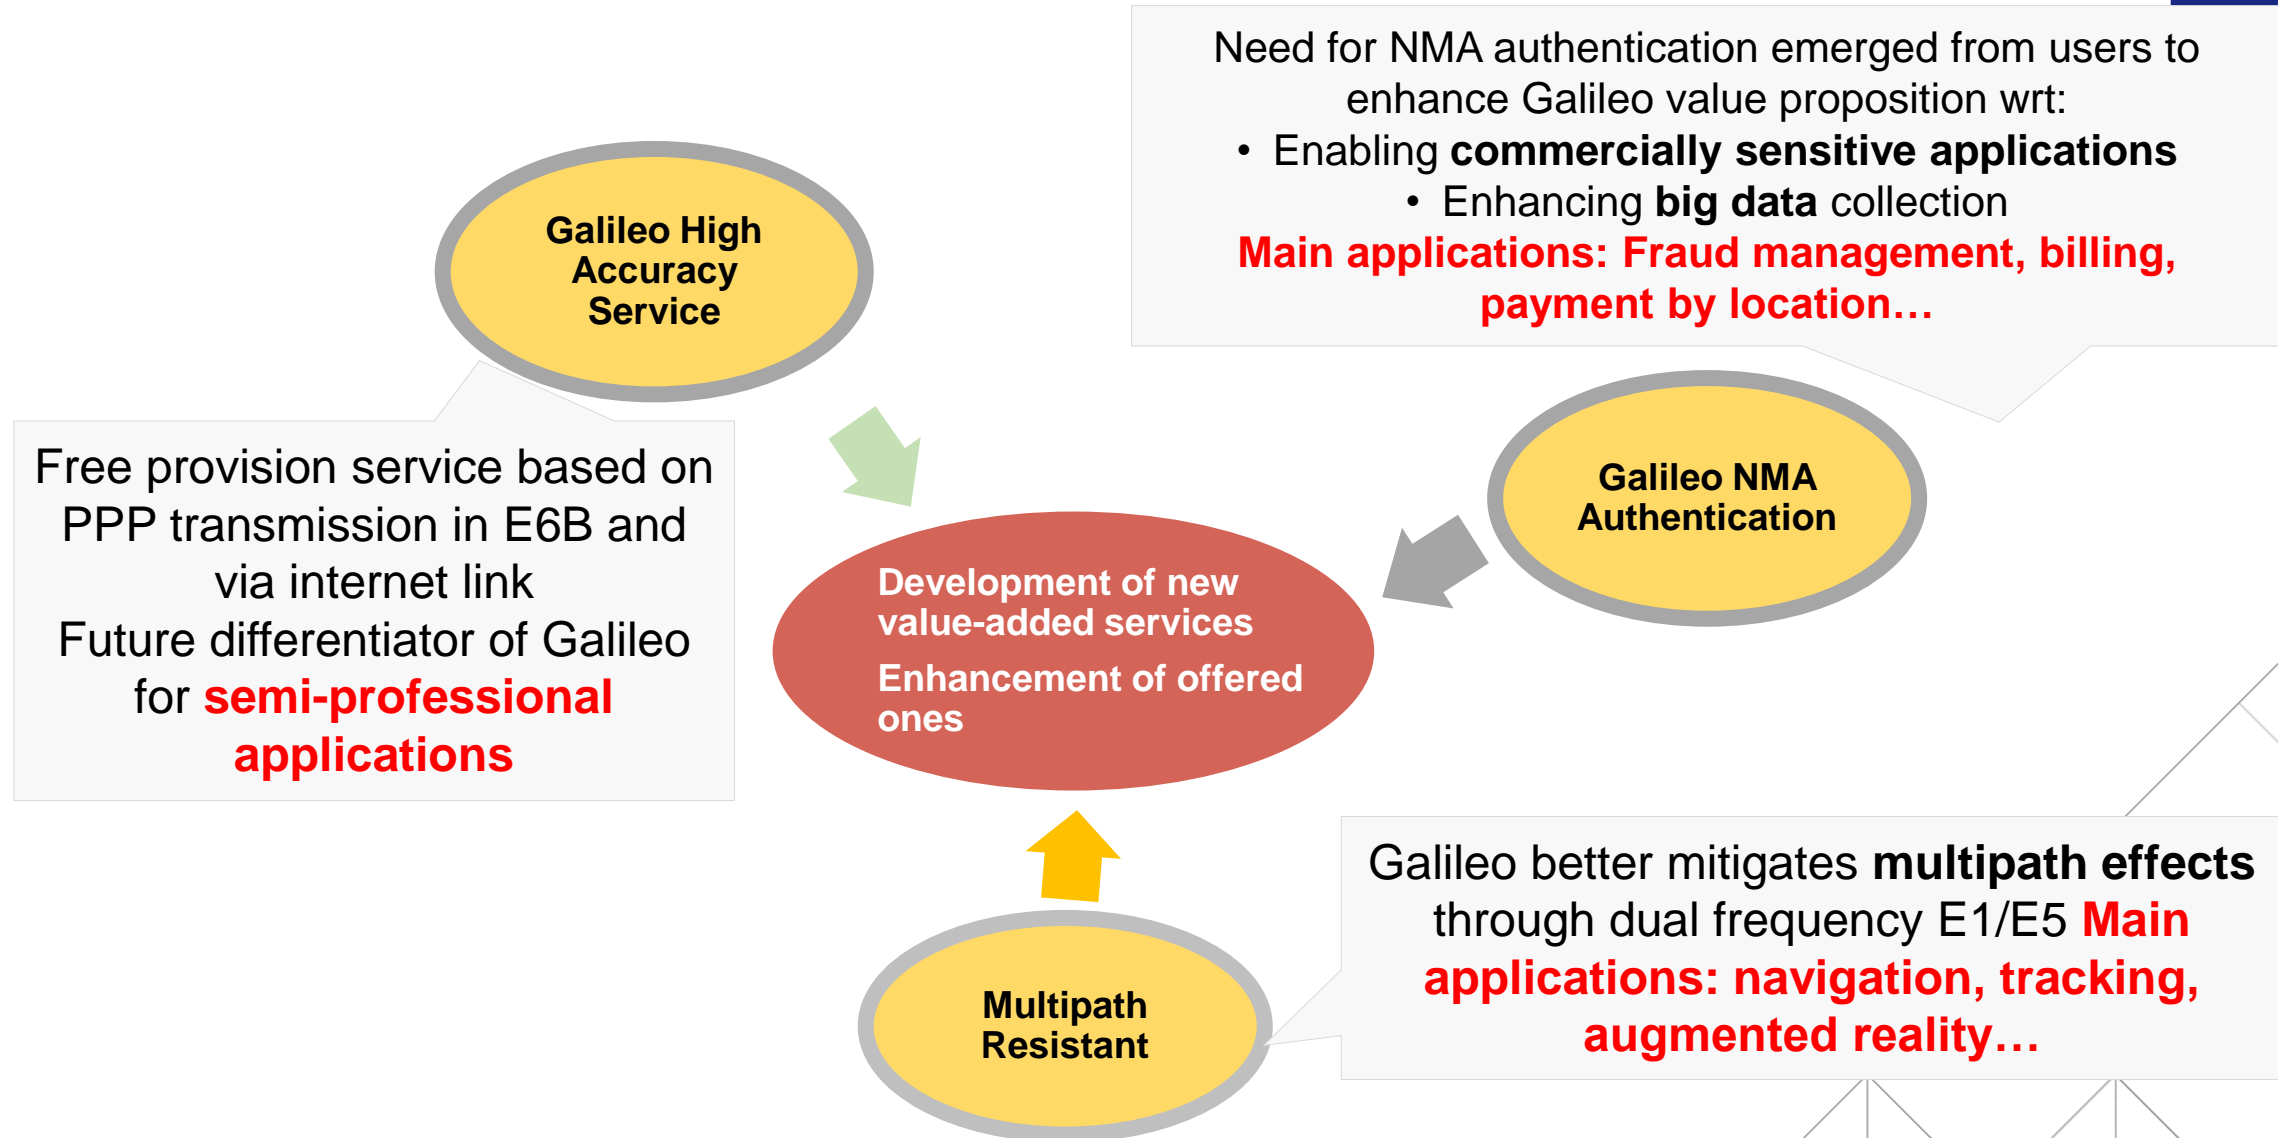 Need for NMA authentication emerged from users to
enhance Galileo value proposition wrt:
• Enabling commercially sensitive applications
• Enhancing big data collection
Main applications: Fraud management, billing,
payment by location…
Galileo High
Accuracy
Service
Free provision service based on
PPP transmission in E6B and
via internet link
Future differentiator of Galileo
for semi-professional
applications
Galileo NMA
Authentication
Development of new
value-added services
Enhancement of offered
ones
Galileo better mitigates multipath effects
through dual frequency E1/E5 Main
applications: navigation, tracking,
augmented reality…
Multipath
Resistant